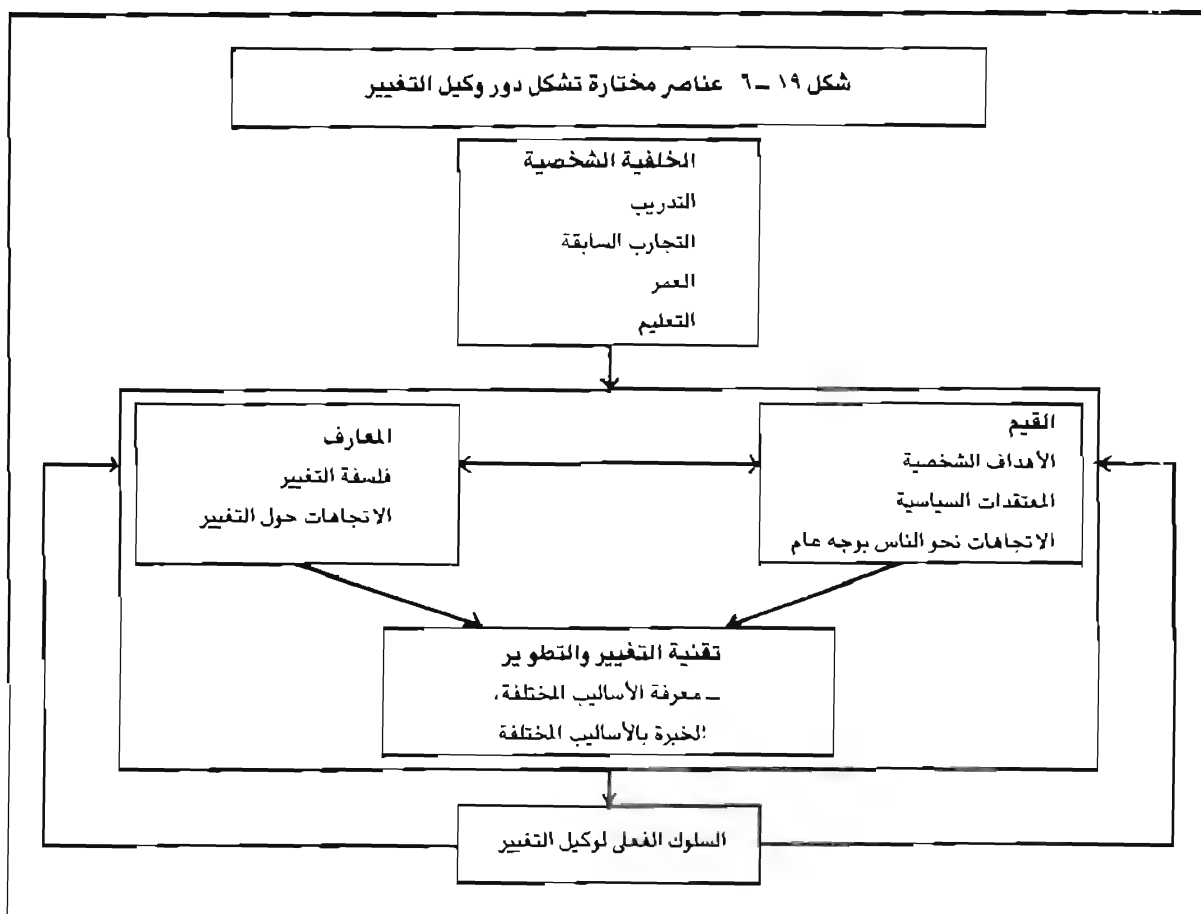 شكل ١٩ – ٦ عناصر مختارة تشكل دور وكيل التغيير
الخلفية الشخصية
التدريب
التجارب السابقة
العمر
التعليم
القيم
الأهداف الشخصية
المعتقدات السياسية
الاتجاهات نحو الناس بوجه عام
المعارف
فلسفة التغيير
الاتجاهات حول التغيير
تقنية التغيير والتطوير
– معرفة الأساليب المختلفة،
الخبرة بالأساليب المختلفة
السلوك الفعلى لوكيل التغيير